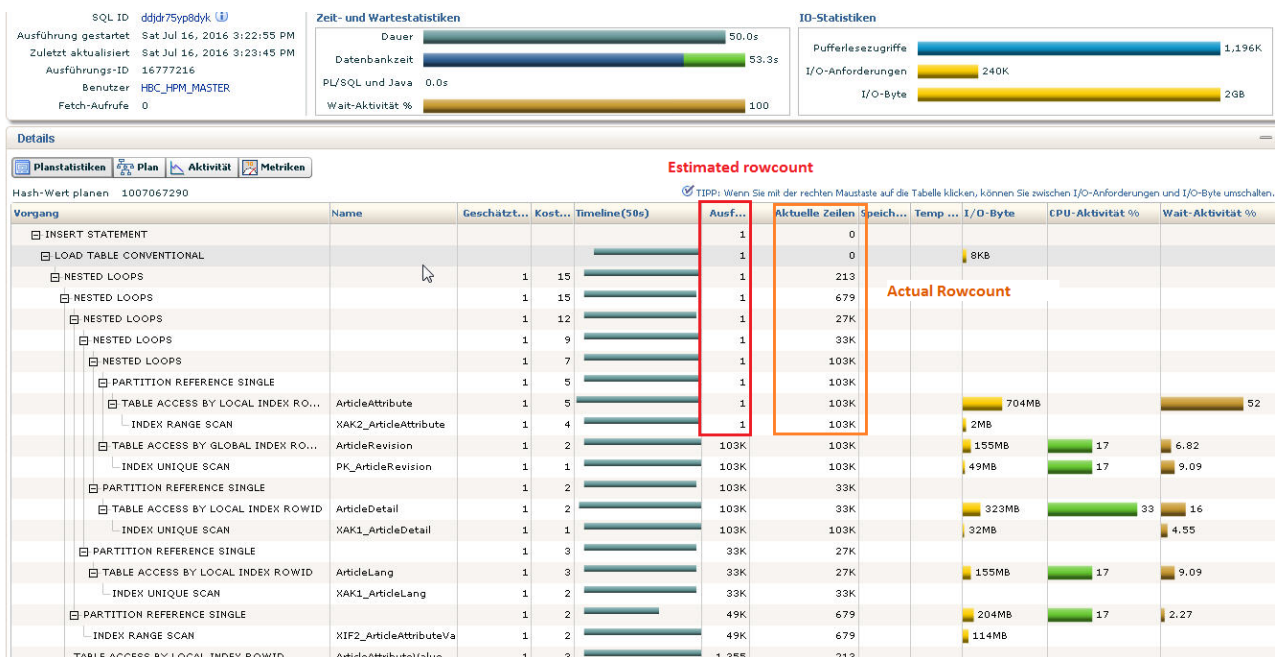 SQL ID ddjdr75yp8dyk
Ausführung gestartet Sat Jul 16, 2016 3:22:55 PM
Zuletzt aktualisiert Sat Jul 16, 2016 3:23:45 PM
Ausführungs-ID 16777216
Benutzer HBC_HPM_MASTER
Fetch-Aufrufe 0
Zeit- und Wartestatistiken
Dauer 50.0s
Datenbankzeit 53.3s
PL/SQL und Java 0.0s
Wait-Aktivität % 100
IO-Statistiken
Pufferlesezugriffe 1,196K
I/O-Anforderungen 240K
I/O-Byte 2GB
Details
Planstatistiken Plan Aktivität Metriken
Estimated rowcount
Hash-Wert planen 1007067290
TIPP: Wenn Sie mit der rechten Maustaste auf die Tabelle klicken, können Sie zwischen I/O-Anforderungen und I/O-Byte umschalten.
Vorgang Name Geschätzt... Kost... Timeline(50s) Ausf... Aktuelle Zeilen Speich... Temp ... I/O-Byte CPU-Aktivität % Wait-Aktivität %
INSERT STATEMENT 1 0
LOAD TABLE CONVENTIONAL 1 0 8KB
NESTED LOOPS 1 15 1 213
Actual Rowcount
NESTED LOOPS 1 15 1 679
NESTED LOOPS 1 12 1 27K
NESTED LOOPS 1 9 1 33K
NESTED LOOPS 1 7 1 103K
PARTITION REFERENCE SINGLE 1 5 1 103K
TABLE ACCESS BY LOCAL INDEX RO... ArticleAttribute 1 5 1 103K 704MB 52
INDEX RANGE SCAN XAK2_ArticleAttribute 1 4 1 103K 2MB
TABLE ACCESS BY GLOBAL INDEX RO... ArticleRevision 1 2 103K 103K 155MB 17 6.82
INDEX UNIQUE SCAN PK_ArticleRevision 1 1 103K 103K 49MB 17 9.09
PARTITION REFERENCE SINGLE 1 2 103K 33K
TABLE ACCESS BY LOCAL INDEX ROWID ArticleDetail 1 2 103K 33K 323MB 33 16
INDEX UNIQUE SCAN XAK1_ArticleDetail 1 1 103K 103K 32MB 4.55
PARTITION REFERENCE SINGLE 1 3 33K 27K
TABLE ACCESS BY LOCAL INDEX ROWID ArticleLang 1 3 33K 27K 155MB 17 9.09
INDEX UNIQUE SCAN XAK1_ArticleLang 1 2 33K 33K
PARTITION REFERENCE SINGLE 1 2 49K 679 204MB 17 2.27
INDEX RANGE SCAN XIF2_ArticleAttributeVa 1 2 49K 679 114MB
TABLE ACCESS BY LOCAL INDEX ROWID ArticleAttributeValue 1 3 1,355 213